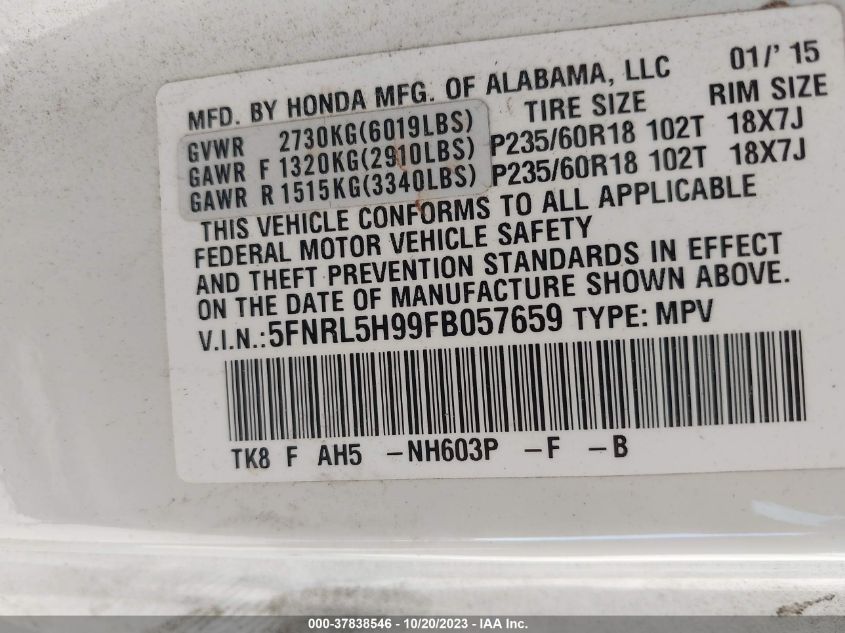 01/' 15
MFD. BY HONDA MFG. OF ALABAMA, LLC
TIRE SIZE RIM SIZE
GVWR 2730KG(6019LBS)
GAWR F 1320KG(2910LBS) P235/60R18 102T 18X7J
GAWR R 1515KG(3340LBS) P235/60R18 102T 18X7J
THIS VEHICLE CONFORMS TO ALL APPLICABLE
FEDERAL MOTOR VEHICLE SAFETY
AND THEFT PREVENTION STANDARDS IN EFFECT
ON THE DATE OF MANUFACTURE SHOWN ABOVE.
V.I.N.:5FNRL5H99FB057659 TYPE: MPV
TK8 F AH5 -NH603P -F -B
000-37838546 - 10/20/2023 - IAA Inc.